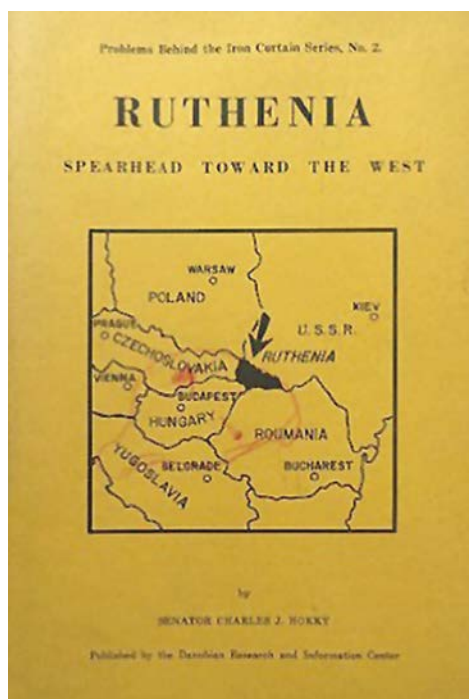 Problems Behind the Iron Curtain Series, No. 2.
RUTHENIA
SPEARHEAD TOWARD THE WEST
WARSAW
POLAND
KIEV
U.S.S.R.
PRAGUE
CZECHOSLOVAKIA
RUTHENIA
VIENNA
BUDAPEST
HUNGARY
ROUMANIA
YUGOSLAVIA
BELGRADE
BUCHAREST
by
SENATOR CHARLES J. HOKKY
Published by the Danubian Research and Information Center